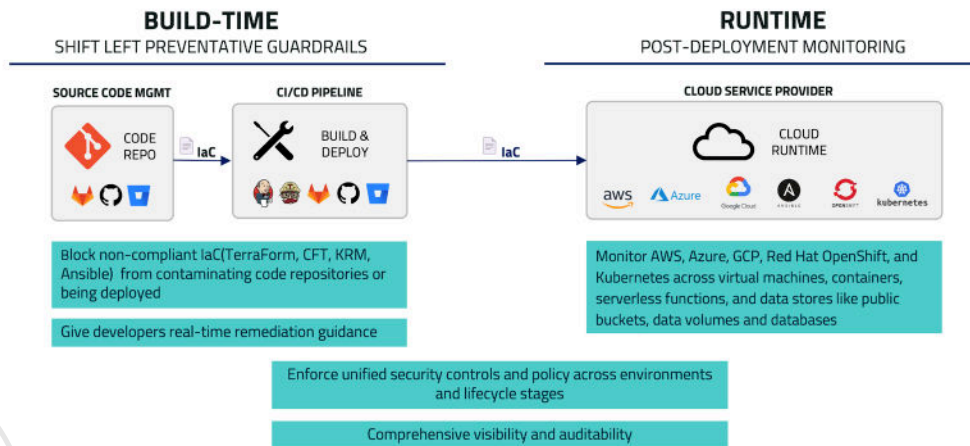 BUILD-TIME
SHIFT LEFT PREVENTATIVE GUARDRAILS
RUNTIME
POST-DEPLOYMENT MONITORING
SOURCE CODE MGMT
CODE
REPO
IaC
CI/CD PIPELINE
BUILD &
DEPLOY
IaC
CLOUD SERVICE PROVIDER
CLOUD
RUNTIME
aws
Azure
Google Cloud
ANSIBLE
OPENSHIFT
kubernetes
Block non-compliant IaC(TerraForm, CFT, KRM,
Ansible) from contaminating code repositories or
being deployed
Give developers real-time remediation guidance
Monitor AWS, Azure, GCP, Red Hat OpenShift, and
Kubernetes across virtual machines, containers,
serverless functions, and data stores like public
buckets, data volumes and databases
Enforce unified security controls and policy across environments
and lifecycle stages
Comprehensive visibility and auditability